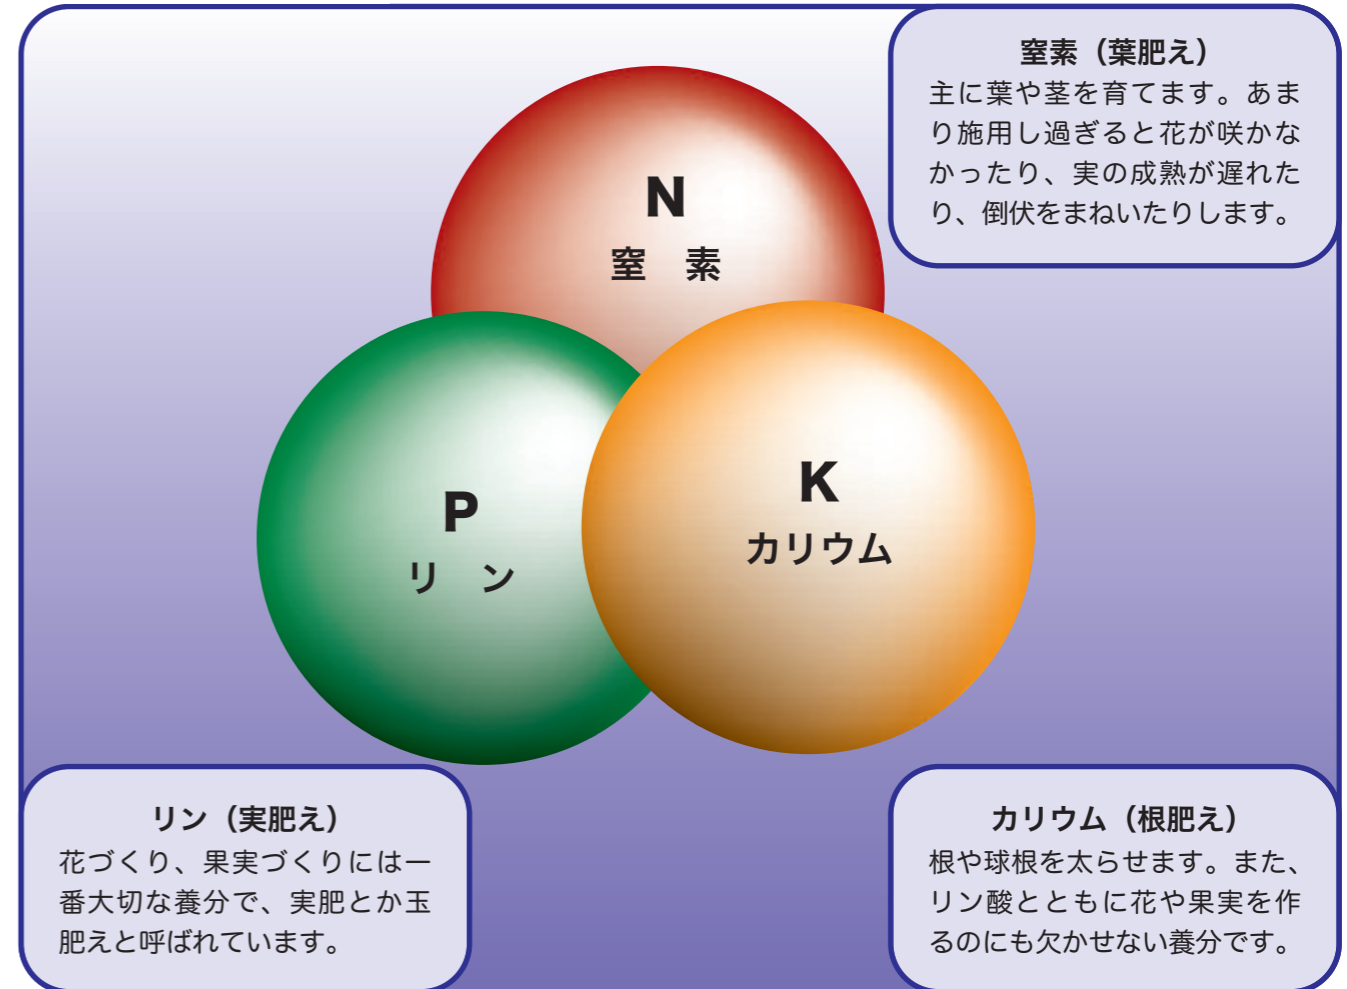 窒素（葉肥え）
主に葉や茎を育てます。あま
り施用し過ぎると花が咲かな
かったり、実の成熟が遅れた
り、倒伏をまねいたりします。
N
窒　素
P
リ　ン
K
カリウム
リン（実肥え）
花づくり、果実づくりには一
番大切な養分で、実肥とか玉
肥えと呼ばれています。
カリウム（根肥え）
根や球根を太らせます。また、
リン酸とともに花や果実を作
るのにも欠かせない養分です。